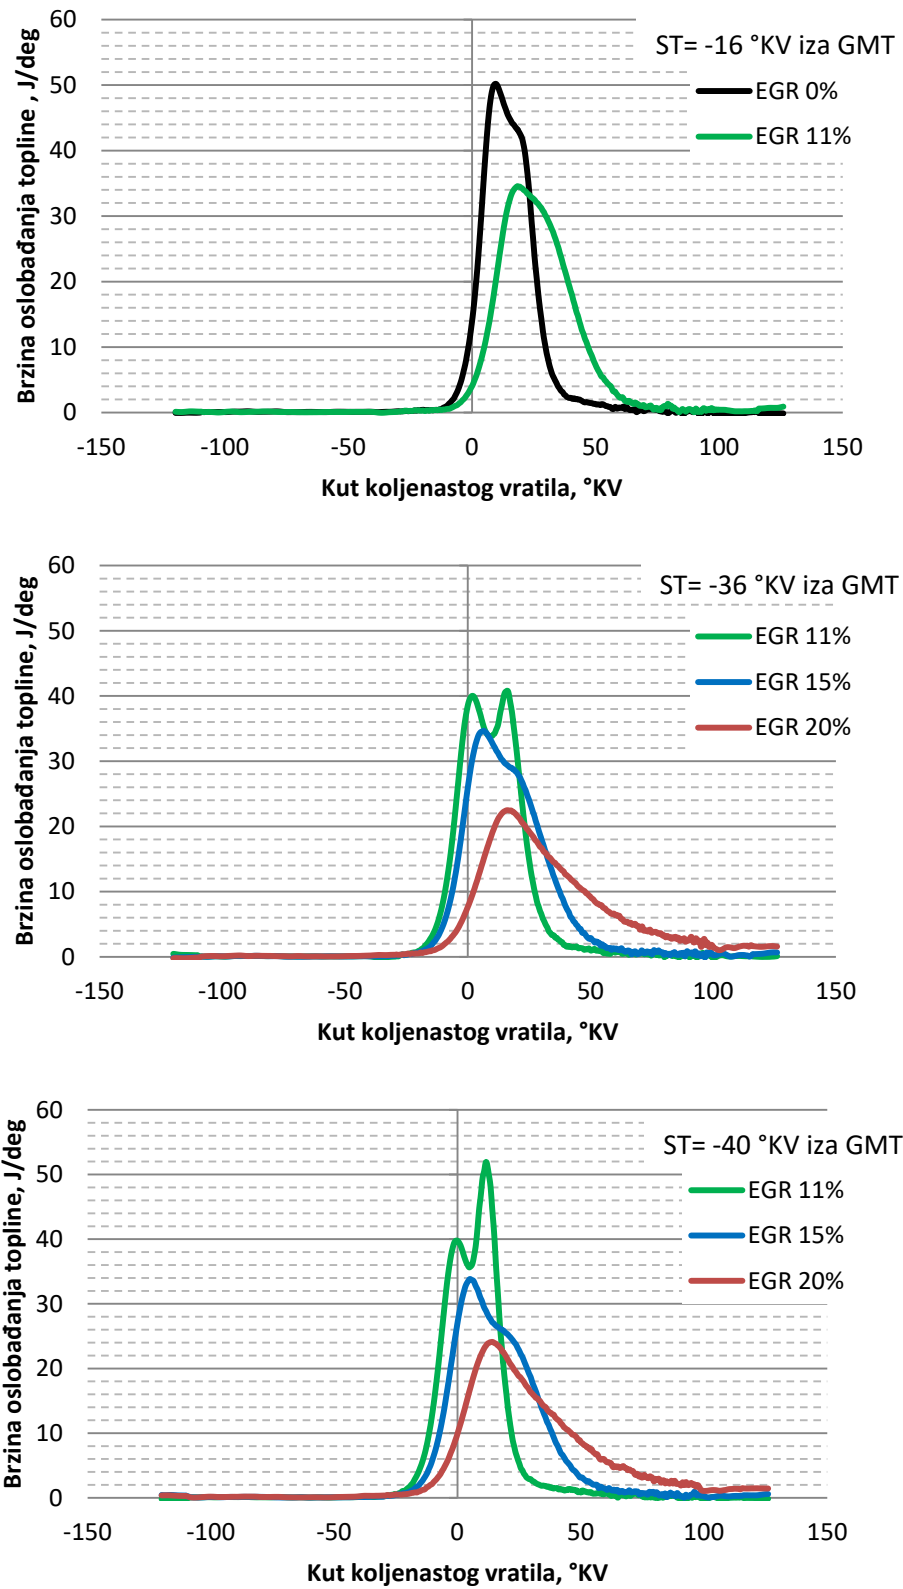 Brzina oslobađanja topline , J/deg
60
50
40
30
20
10
0
ST= -16 °KV iza GMT
EGR 0%
EGR 11%
-150 -100 -50 0 50 100 150
Kut koljenastog vratila, °KV
Brzina oslobađanja topline, J/deg
60
50
40
30
20
10
0
ST= -36 °KV iza GMT
EGR 11%
EGR 15%
EGR 20%
-150 -100 -50 0 50 100 150
Kut koljenastog vratila, °KV
Brzina oslobađanja topline, J/deg
60
50
40
30
20
10
0
ST= -40 °KV iza GMT
EGR 11%
EGR 15%
EGR 20%
-150 -100 -50 0 50 100 150
Kut koljenastog vratila, °KV